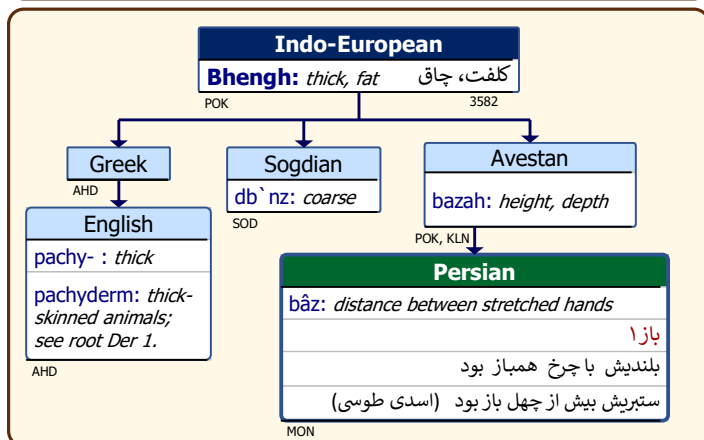 Indo-European
Bhengh: thick, fat کلفت، چاق
POK 3582
Greek
AHD
Sogdian
db`nz: coarse
SOD
Avestan
bazah: height, depth
POK, KLN
English
pachy- : thick
pachyderm: thick-
skinned animals;
see root Der 1.
AHD
Persian
bâz: distance between stretched hands
باز۱
بلندیش با چرخ همباز بود
ستبریش بیش از چهل باز بود (اسدی طوسی)
MON